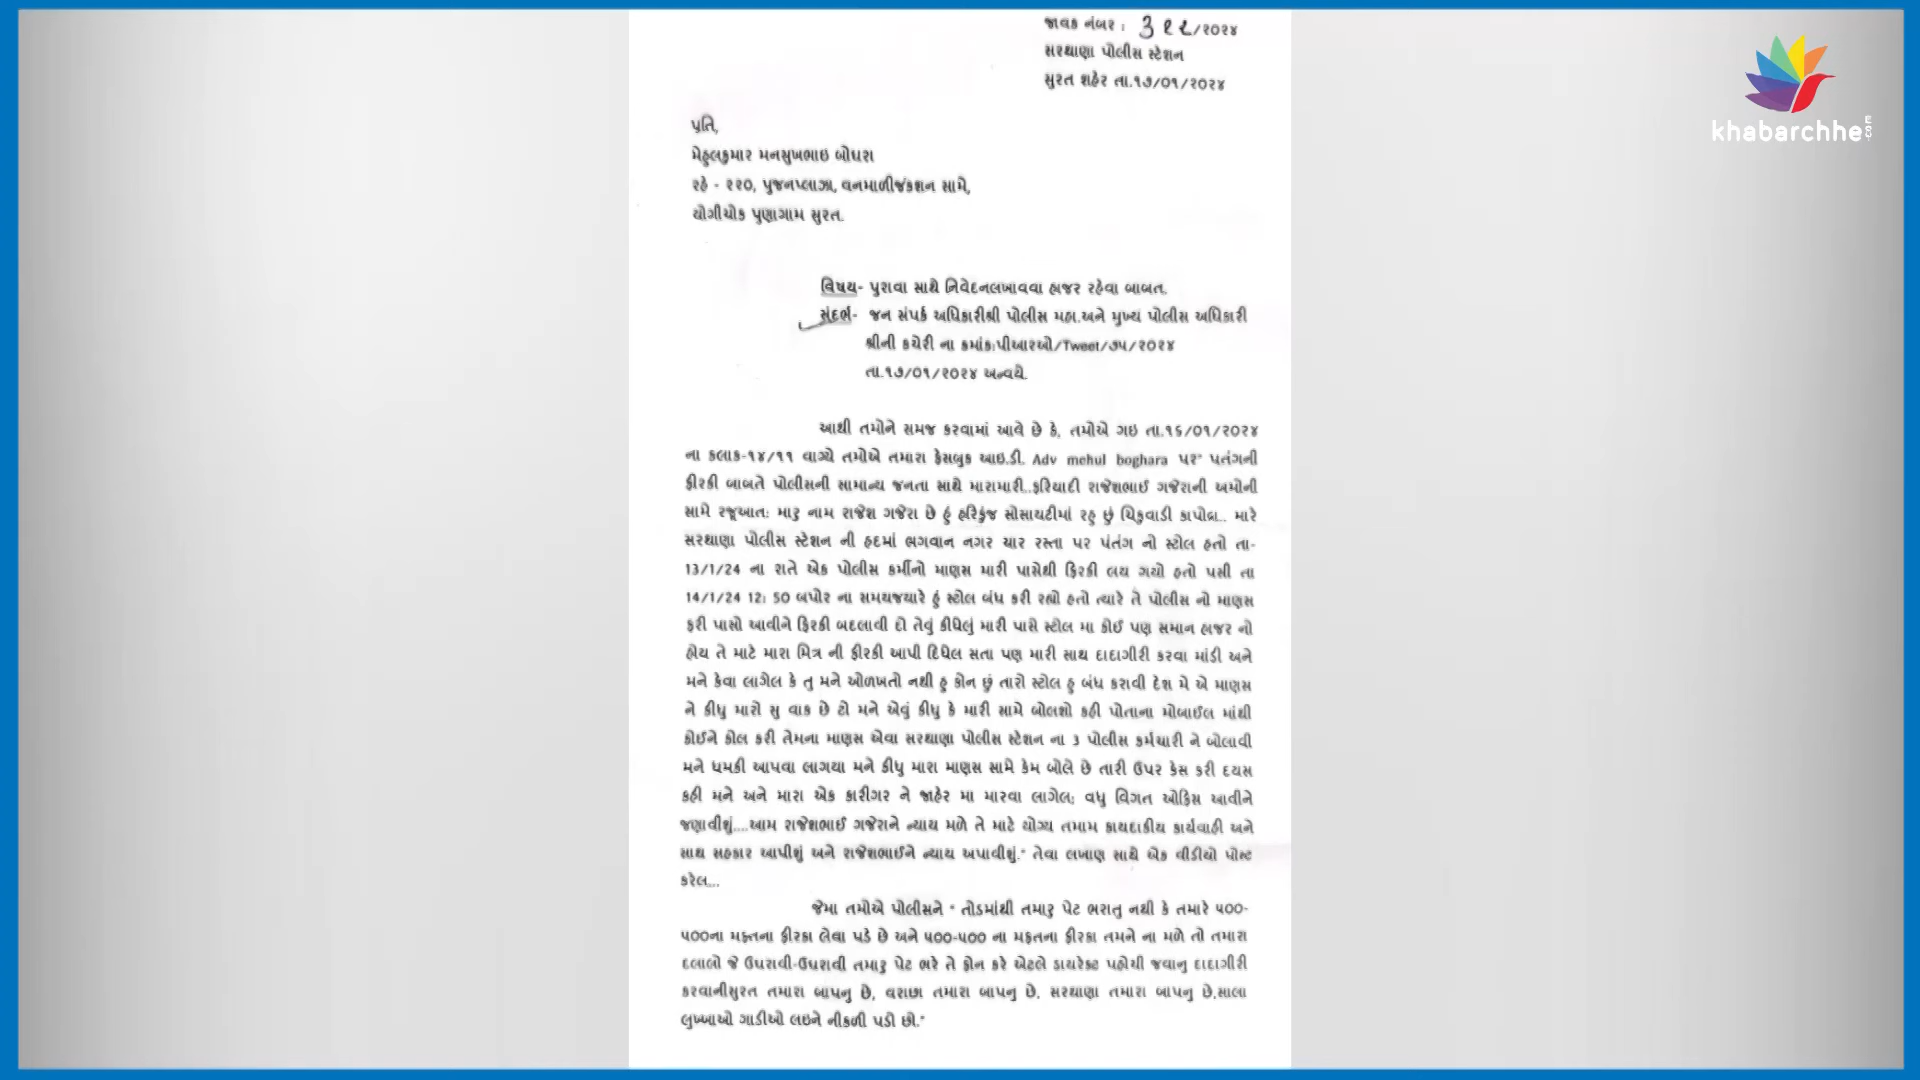 જાવક નંબર : ૩૨૨/૨૦૨૪
સરથાણા પોલીસ સ્ટેશન
સુરત શહેર તા.૧૭/૦૧/૨૦૨૪
khabarchhe
પ્રતિ,
મેહુલકુમાર મનસુખભાઇ બોઘરા
રહે - ૨૨૦, પુજનપ્લાઝા, વનમાળીજંકશન સામે,
યોગીચોક પુણાગામ સુરત.
વિષય- પુરાવા સાથે નિવેદનલખાવવા હાજર રહેવા બાબત.
સંદર્ભ- જન સંપર્ક અધિકારીશ્રી પોલીસ મહા.અને મુખ્ય પોલીસ અધિકારી
શ્રીની કચેરી ના ક્રમાંક:પીઆરઓ/Tweet/૭૫/૨૦૨૪
તા.૧૭/૦૧/૨૦૨૪ અન્વયે.
આથી તમોને સમજ કરવામાં આવે છે કે, તમોએ ગઇ તા.૧૬/૦૧/૨૦૨૪
ના કલાક-૧૪/૧૧ વાગ્યે તમોએ તમારા ફેસબુક આઇ.ડી. Adv mehul boghara પર" પતંગની
ફીરકી બાબતે પોલીસની સામાન્ય જનતા સાથે મારામારી..ફરિયાદી રાજેશભાઈ ગજેરાની અમોની
સામે રજૂઆત: મારુ નામ રાજેશ ગજેરા છે હું હરિકુંજ સોસાયટીમાં રહુ છું ચિકુવાડી કાપોદ્રા.. મારે
સરથાણા પોલીસ સ્ટેશન ની હદમાં ભગવાન નગર ચાર રસ્તા પર પંતંગ નો સ્ટોલ હતો તા-
13/1/24 ના રાતે એક પોલીસ કર્મીનો માણસ મારી પાસેથી ફિરકી લય ગયો હતો પસી તા
14/1/24 12: 50 બપોર ના સમયજયારે હું સ્ટોલ બંધ કરી રહ્યો હતો ત્યારે તે પોલીસ નો માણસ
ફરી પાસો આવીને ફિરકી બદલાવી દો તેવું કીધેલું મારી પાસે સ્ટોલ મા કોઈ પણ સમાન હાજર નો
હોય તે માટે મારા મિત્ર ની ફીરકી આપી દિધેલ સતા પણ મારી સાથ દાદાગીરી કરવા માંડી અને
મને કેવા લાગેલ કે તુ મને ઓળખતો નથી હુ કોન છું તારો સ્ટોલ હુ બંધ કરાવી દેશ મે એ માણસ
ને કીધુ મારો સુ વાક છે ટો મને એવું કીધુ કે મારી સામે બોલશો કહી પોતાના મોબાઈલ માંથી
કોઈને કોલ કરી તેમના માણસ એવા સરથાણા પોલીસ સ્ટેશન ના 3 પોલીસ કર્મચારી ને બોલાવી
મને ધમકી આપવા લાગયા મને કીધુ મારા માણસ સામે કેમ બોલે છે તારી ઉપર કેસ કરી દયસ
કહી મને અને મારા એક કારીગર ને જાહેર મા મારવા લાગેલ; વધુ વિગત ઓફિસ આવીને
જણાવીશું....આમ રાજેશભાઈ ગજેરાને ન્યાય મળે તે માટે યોગ્ય તમામ કાયદાકીય કાર્યવાહી અને
સાથ સહકાર આપીશું અને રાજેશભાઈને ન્યાય અપાવીશું." તેવા લખાણ સાથે એક વીડીયો પોસ્ટ
કરેલ...
જેમા તમોએ પોલીસને " તોડમાંથી તમારુ પેટ ભરાતુ નથી કે તમારે ૫૦૦-
૫૦૦ના મફતના ફીરકા લેવા પડે છે અને ૫૦૦-૫૦૦ ના મફતના ફીરકા તમને ના મળે તો તમારા
દલાલો જે ઉઘરાવી-ઉઘરાવી તમારુ પેટ ભરે તે ફોન કરે એટલે ડાયરેક્ટ પહોચી જવાનુ દાદાગીરી
કરવાનીસુરત તમારા બાપનુ છે, વરાછા તમારા બાપનુ છે, સરથાણા તમારા બાપનુ છે,સાલા
લુખ્ખાઓ ગાડીઓ લઇને નીકળી પડો છો."